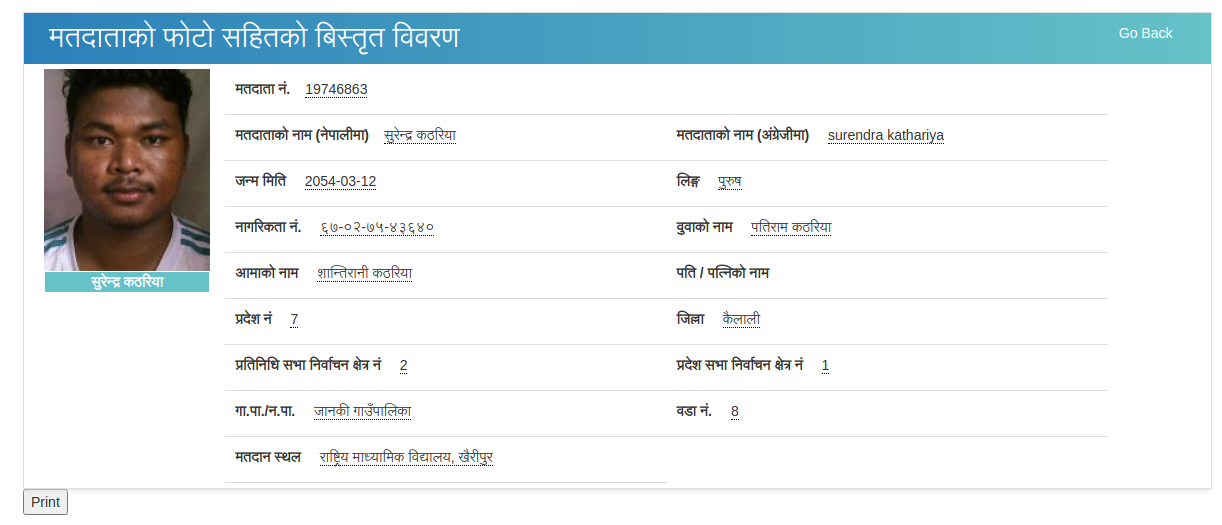 मतदाताको फोटो सहितको बिस्तृत विवरण Go Back
मतदाता नं. 19746863
मतदाताको नाम (नेपालीमा) सुरेन्द्र कठरिया मतदाताको नाम (अंग्रेजीमा) surendra kathariya
जन्म मिति 2054-03-12 लिङ्ग पुरुष
नागरिकता नं. ६७-०२-७५-४३६४० वुवाको नाम पतिराम कठरिया
आमाको नाम शान्तिरानी कठरिया पति / पत्निको नाम
सुरेन्द्र कठरिया
प्रदेश नं 7 जिल्ला कैलाली
प्रतिनिधि सभा निर्वाचन क्षेत्र नं 2 प्रदेश सभा निर्वाचन क्षेत्र नं 1
गा.पा./न.पा. जानकी गाउँपालिका वडा नं. 8
मतदान स्थल राष्ट्रिय माध्यामिक विद्यालय, खैरीपुर
Print